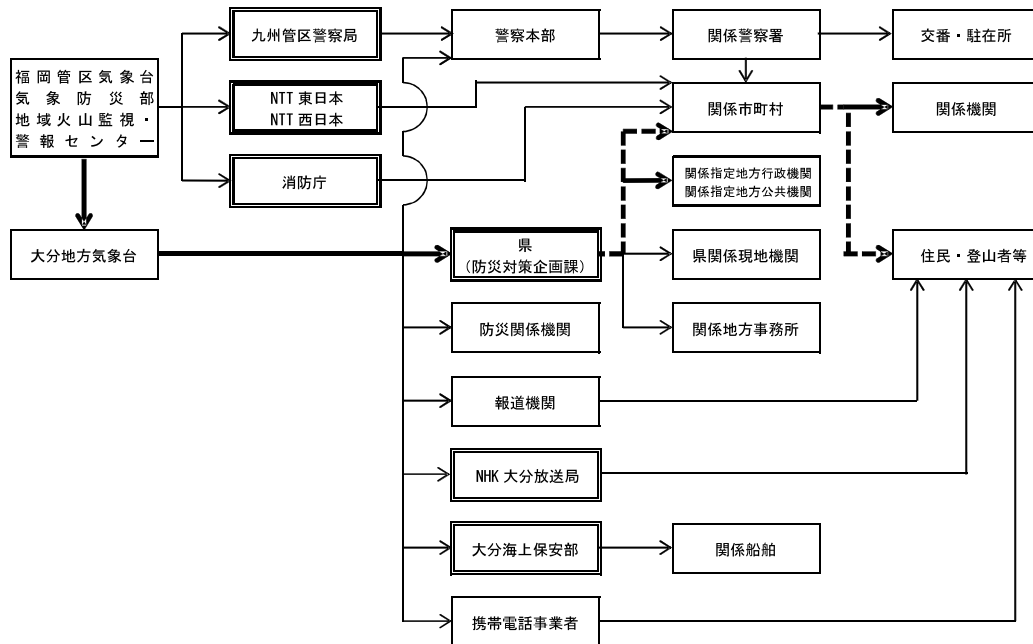 九州管区警察局
警察本部
関係警察署
交番・駐在所
福岡管区気象台
気象防災部
地域火山監視・
警報センター
NTT 東日本
NTT 西日本
関係市町村
関係機関
消防庁
関係指定地方行政機関
関係指定地方公共機関
大分地方気象台
県
(防災対策企画課)
県関係現地機関
住民・登山者等
防災関係機関
関係地方事務所
報道機関
NHK 大分放送局
大分海上保安部
関係船舶
携帯電話事業者